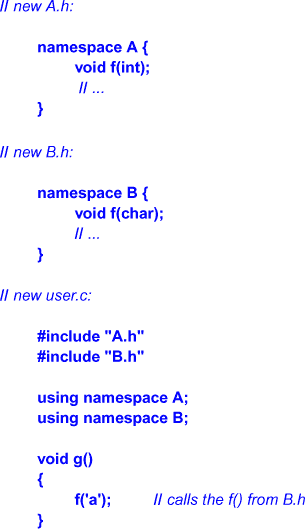 // new A.h:
namespace A {
void f(int);
// ...
}
// new B.h:
namespace B {
void f(char);
// ...
}
// new user.c:
#include "A.h"
#include "B.h"
using namespace A;
using namespace B;
void g()
{
f('a'); // calls the f() from B.h
}